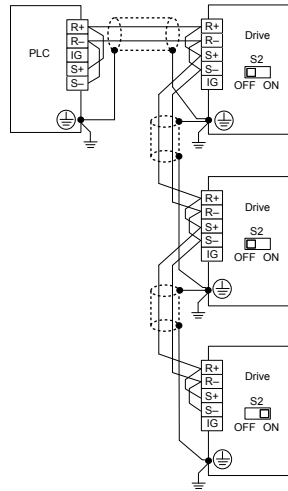 PLC
R+
R–
IG
S+
S–
R+
R–
S+
S–
IG
Drive
S2
OFF ON
R+
R–
S+
S–
IG
Drive
S2
OFF ON
R+
R–
S+
S–
IG
Drive
S2
OFF ON